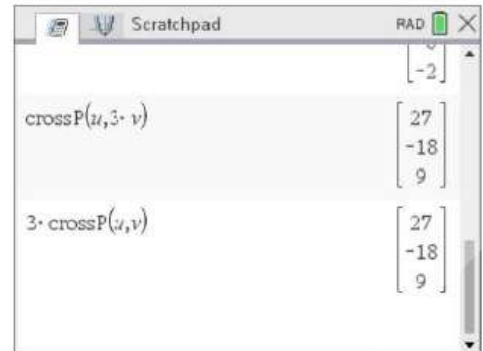 Scratchpad RAD
[-2]
crossP(u,3· v) [27
-18
9]
3· crossP(u,v) [27
-18
9]